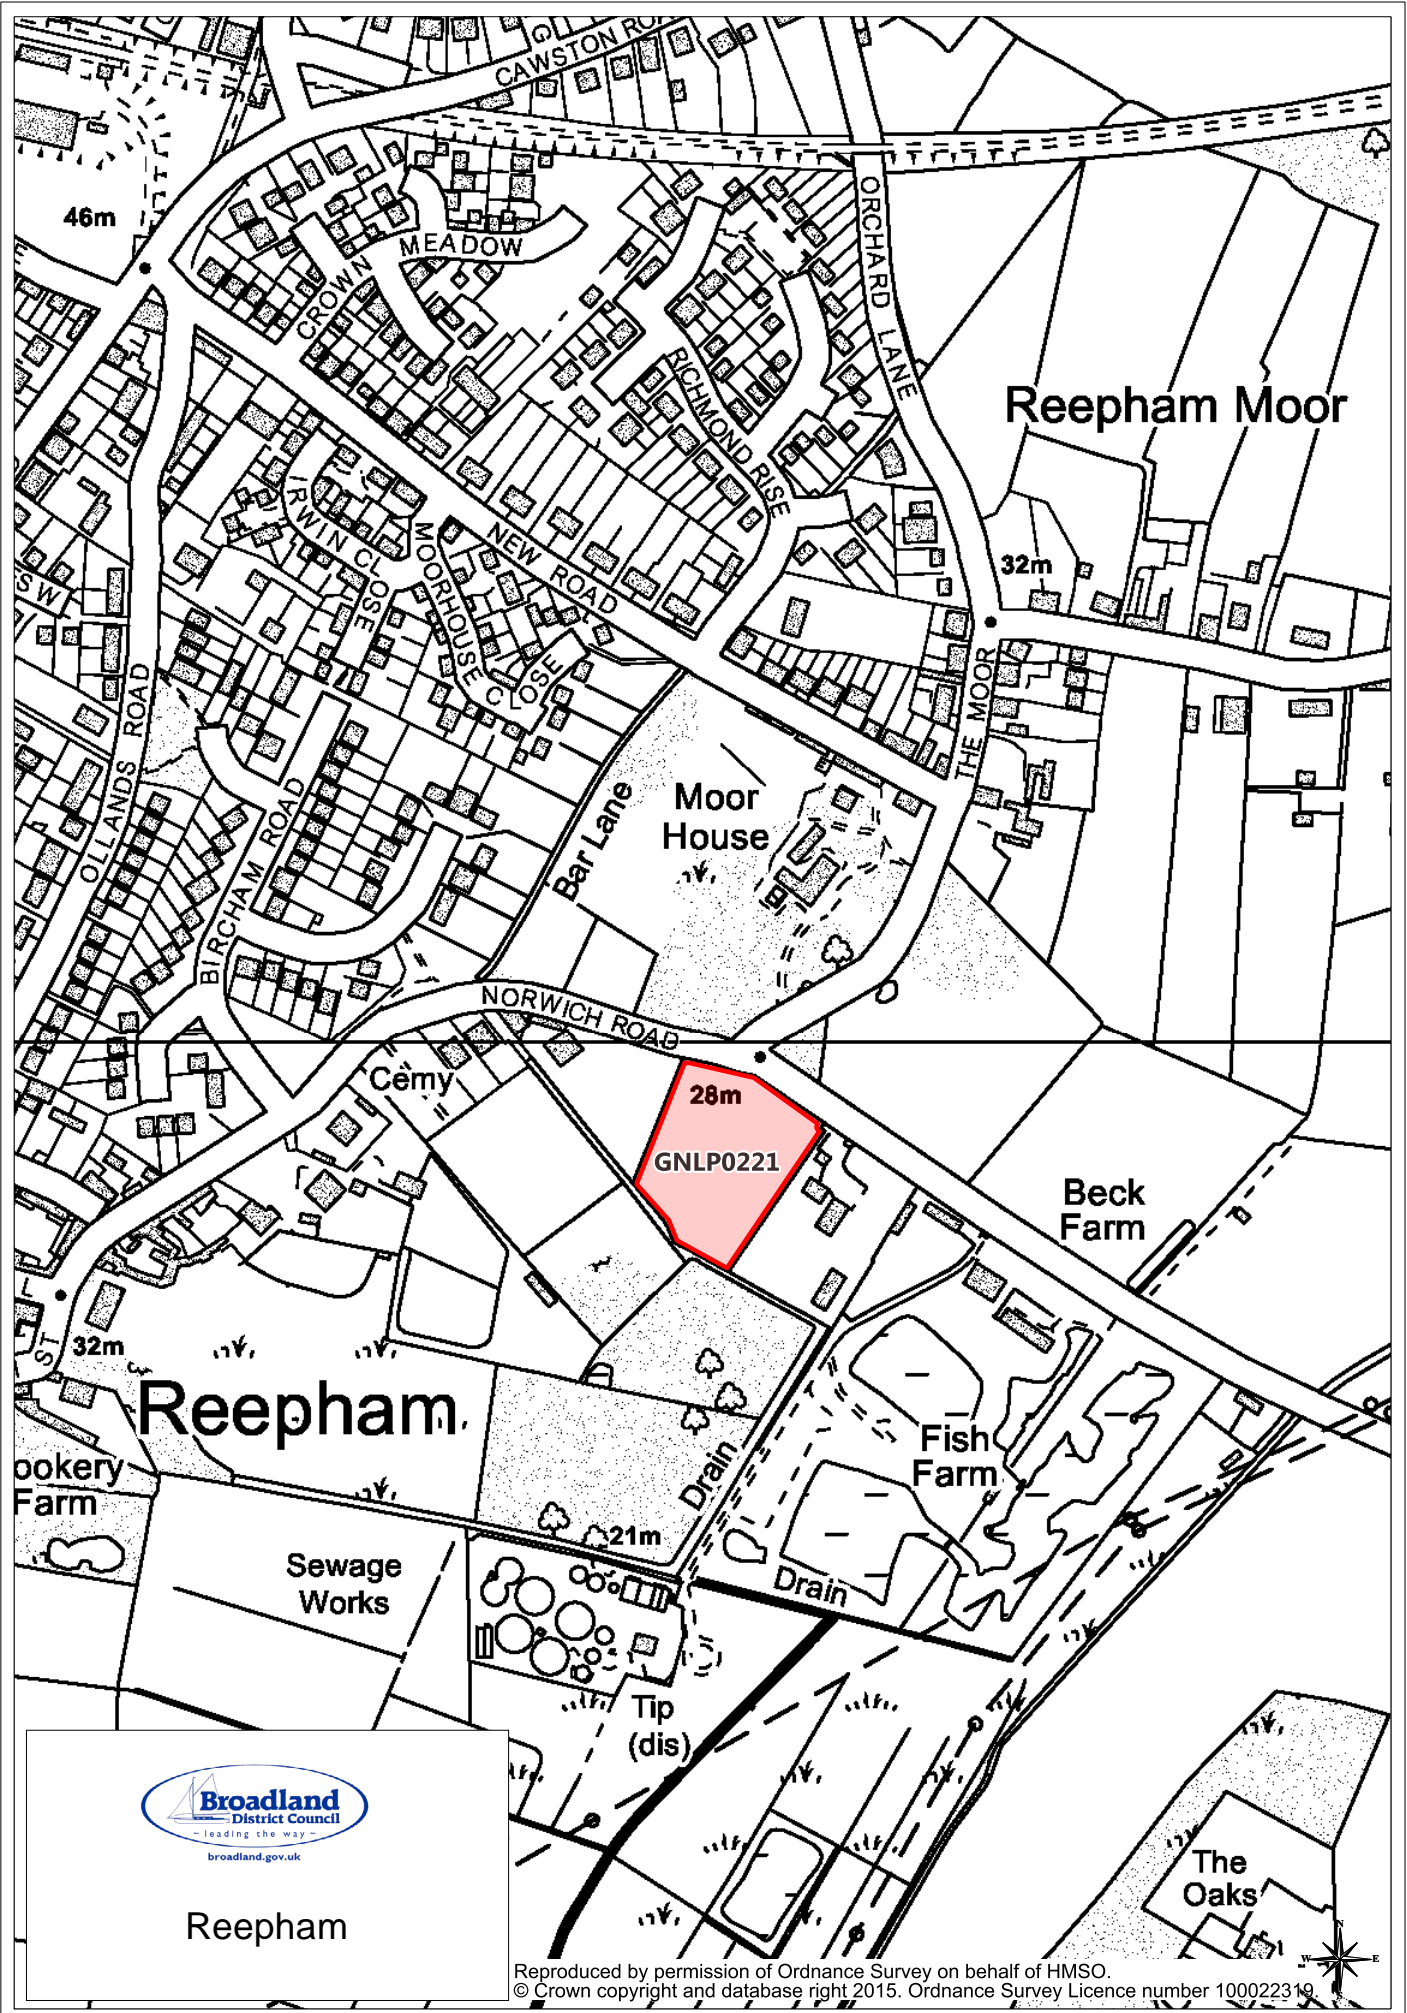 CAWSTON RO
G
46m
E
MEADOW
CROWN
ORCHARD LANE
RICHMOND RISE
Reepham Moor
IRWIN CLOSE
MOORHOUSE CLOSE
NEW ROAD
32m
SW
OLLANDS ROAD
BIRCHAM ROAD
Bar Lane
Moor
House
THE MOOR
NORWICH ROAD
Cemy
28m
GNLP0221
Beck
Farm
ST
32m
Reepham
ookery
Farm
Fish
Farm
Drain
21m
Sewage
Works
Drain
Tip
(dis)
The
Oaks
Broadland
District Council
~ leading the way ~
broadland.gov.uk
Reepham
N
W
E
Reproduced by permission of Ordnance Survey on behalf of HMSO.
© Crown copyright and database right 2015. Ordnance Survey Licence number 100022319.